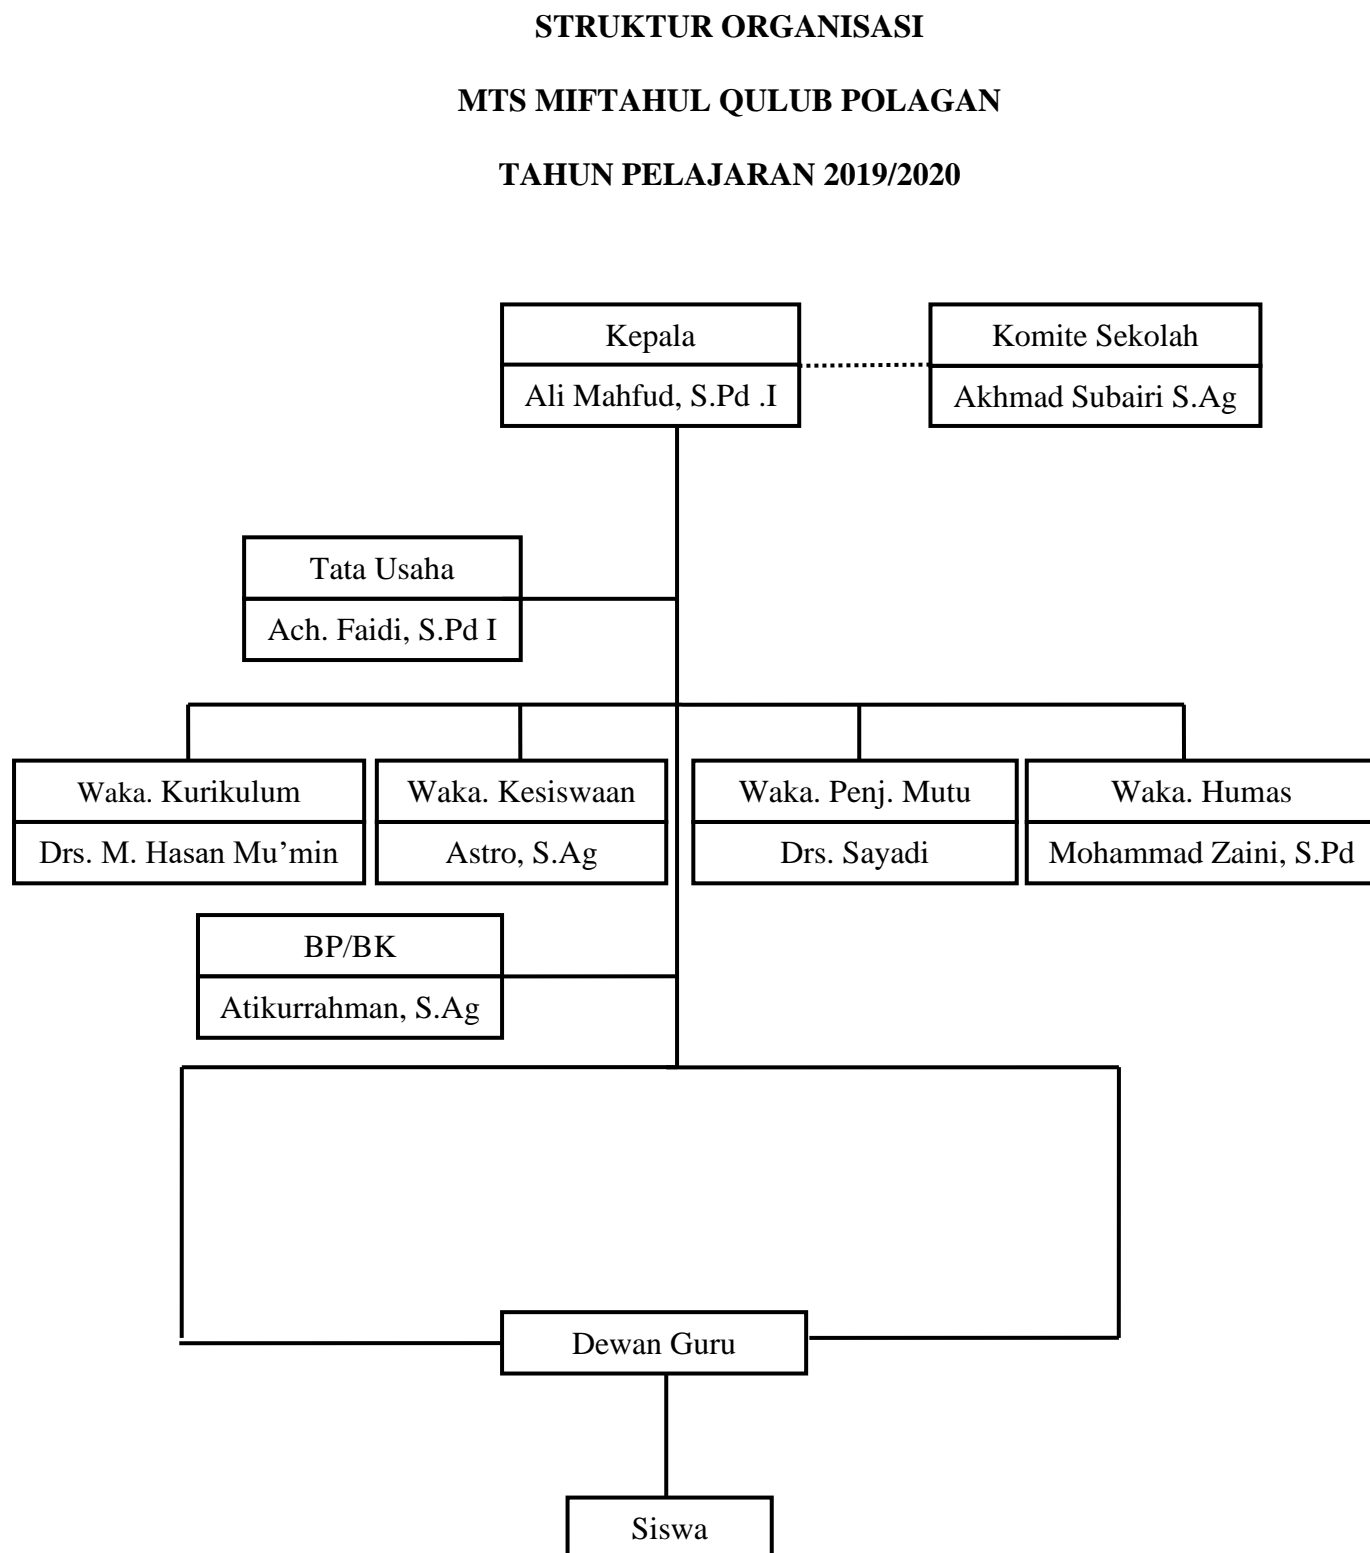 STRUKTUR ORGANISASI
MTS MIFTAHUL QULUB POLAGAN
TAHUN PELAJARAN 2019/2020
Kepala
Ali Mahfud, S.Pd .I
Komite Sekolah
Akhmad Subairi S.Ag
Tata Usaha
Ach. Faidi, S.Pd I
Waka. Kurikulum
Drs. M. Hasan Mu’min
Waka. Kesiswaan
Astro, S.Ag
Waka. Penj. Mutu
Drs. Sayadi
Waka. Humas
Mohammad Zaini, S.Pd
BP/BK
Atikurrahman, S.Ag
Dewan Guru
Siswa